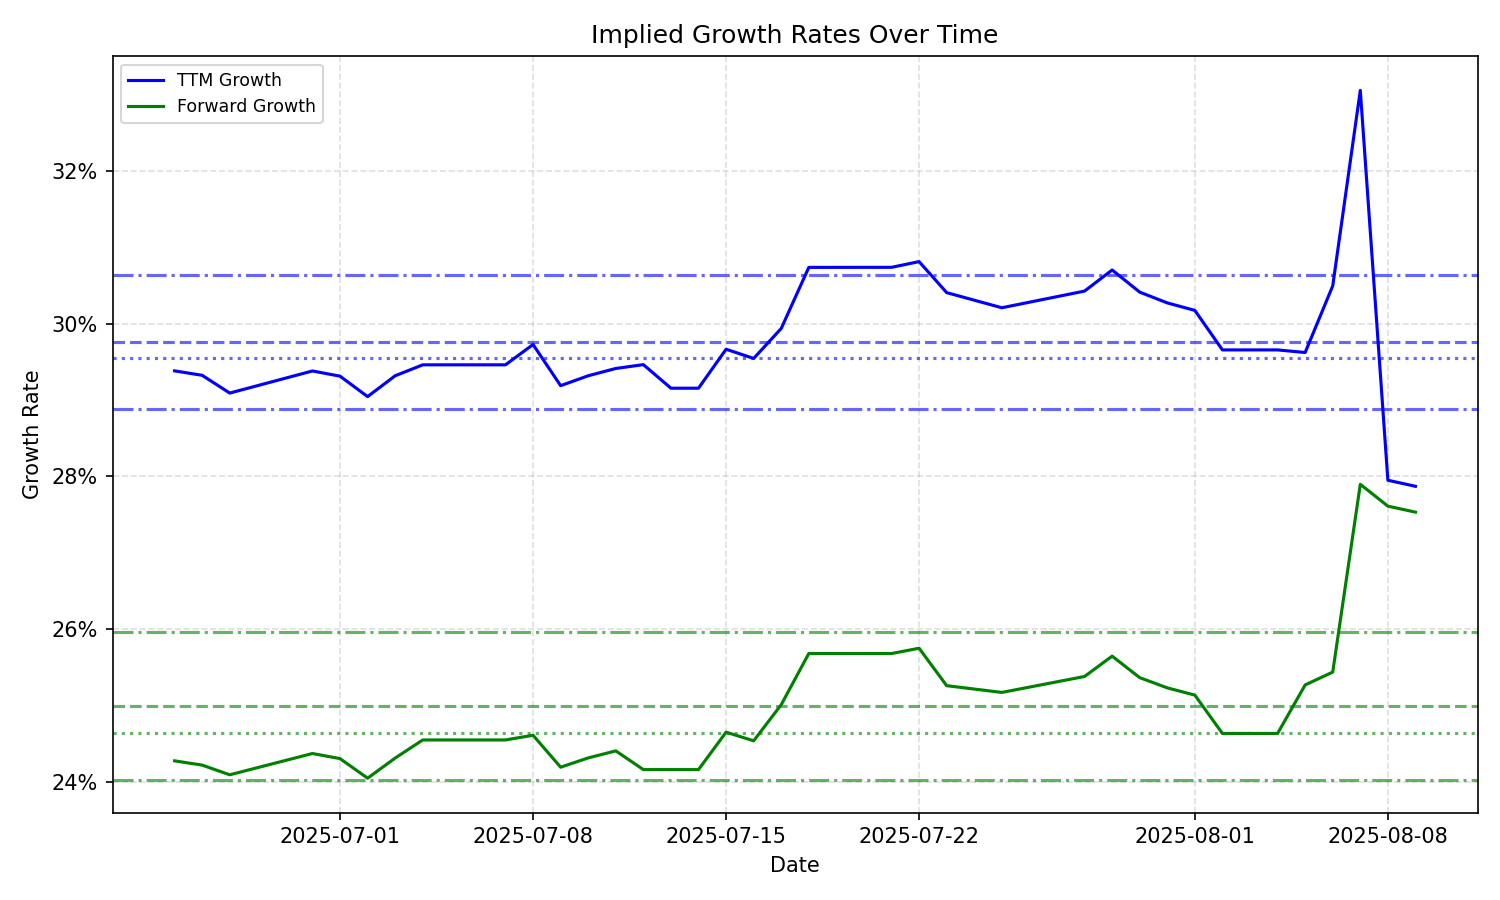 Implied Growth Rates Over Time
TTM Growth
Forward Growth
32%
30%
28%
26%
24%
Growth Rate
2025-07-01
2025-07-08
2025-07-15
2025-07-22
2025-08-01
2025-08-08
Date